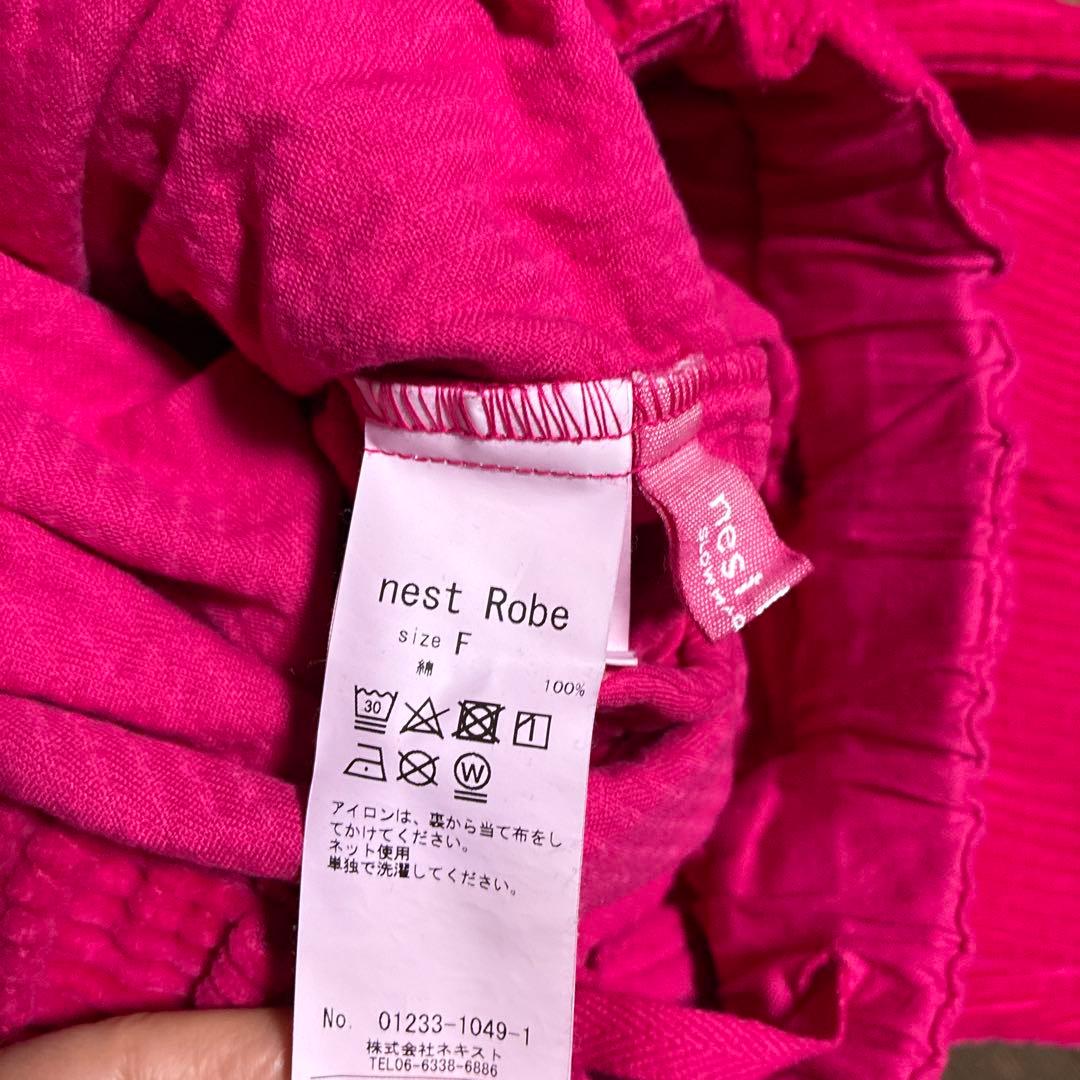 nest Robe
size F
綿
100%
30
W
アイロンは、裏から当て布をし
てかけてください。
ネット使用
単独で洗濯してください。
No. 01233-1049-1
株式会社ネキスト
TEL06-6338-6886
nest
SLOW